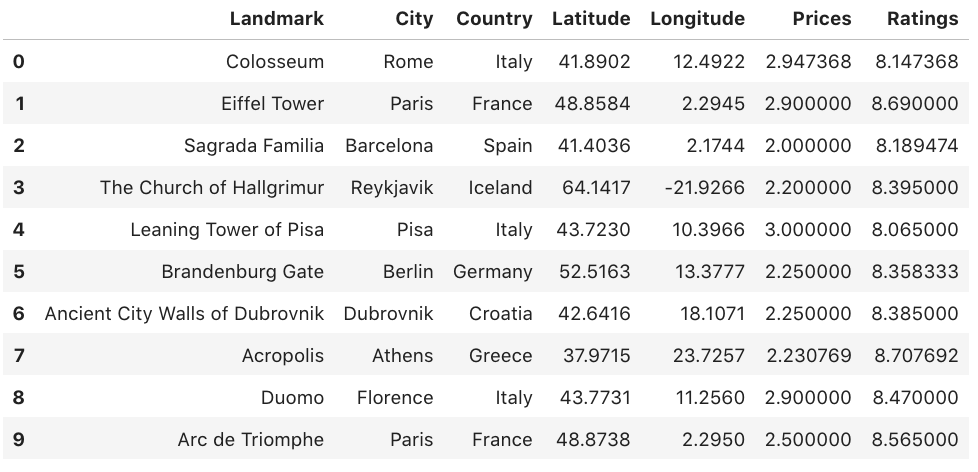 Landmark City Country Latitude Longitude Prices Ratings
0 Colosseum Rome Italy 41.8902 12.4922 2.947368 8.147368
1 Eiffel Tower Paris France 48.8584 2.2945 2.900000 8.690000
2 Sagrada Familia Barcelona Spain 41.4036 2.1744 2.000000 8.189474
3 The Church of Hallgrimur Reykjavik Iceland 64.1417 -21.9266 2.200000 8.395000
4 Leaning Tower of Pisa Pisa Italy 43.7230 10.3966 3.000000 8.065000
5 Brandenburg Gate Berlin Germany 52.5163 13.3777 2.250000 8.358333
6 Ancient City Walls of Dubrovnik Dubrovnik Croatia 42.6416 18.1071 2.250000 8.385000
7 Acropolis Athens Greece 37.9715 23.7257 2.230769 8.707692
8 Duomo Florence Italy 43.7731 11.2560 2.900000 8.470000
9 Arc de Triomphe Paris France 48.8738 2.2950 2.500000 8.565000